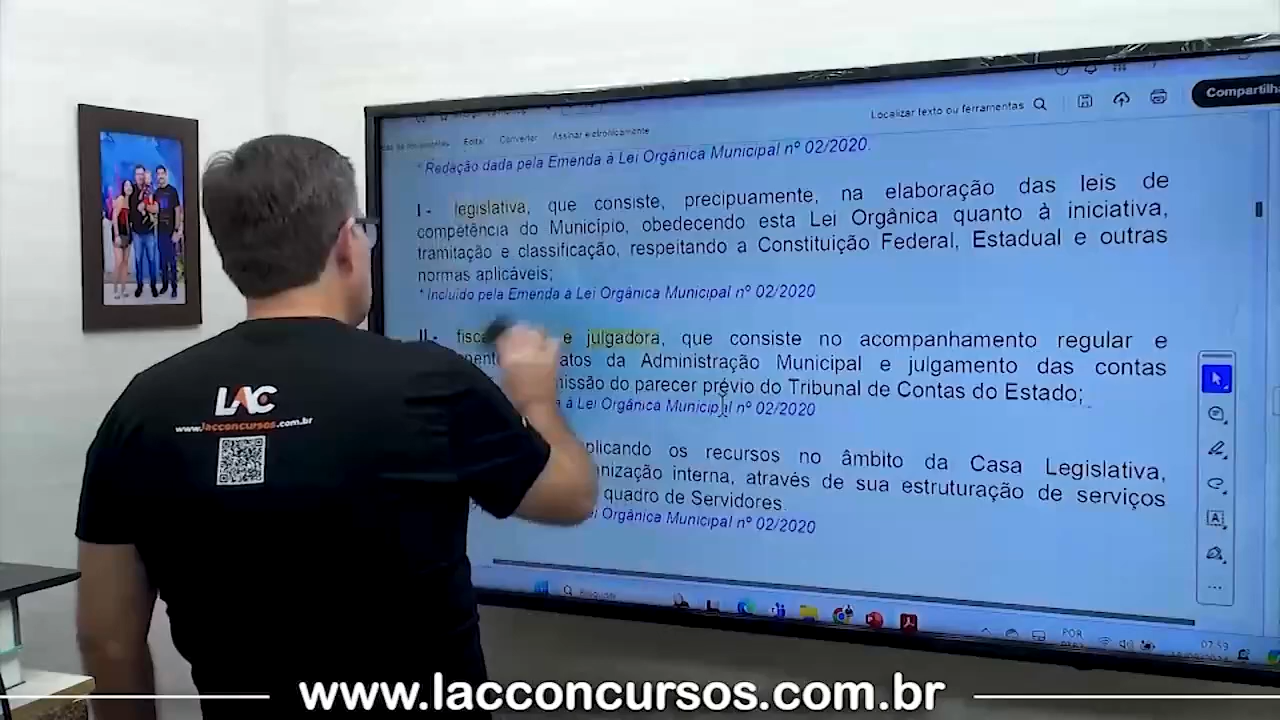 Localizar texto ou ferramentas
Compartilha
Editar Converter Assinar eletronicamente
* Redação dada pela Emenda à Lei Orgânica Municipal nº 02/2020.
I - legislativa, que consiste, precipuamente, na elaboração das leis de
competência do Município, obedecendo esta Lei Orgânica quanto à iniciativa,
tramitação e classificação, respeitando a Constituição Federal, Estadual e outras
normas aplicáveis;
* Incluído pela Emenda à Lei Orgânica Municipal nº 02/2020
II - e julgadora, que consiste no acompanhamento regular e
atos da Administração Municipal e julgamento das contas
do parecer prévio do Tribunal de Contas do Estado;
à Lei Orgânica Municipal nº 02/2020
os recursos no âmbito da Casa Legislativa,
interna, através de sua estruturação de serviços
quadro de Servidores.
Lei Orgânica Municipal nº 02/2020
POR
07:59
LAC
www.lacconcursos.com.br
www.lacconcursos.com.br